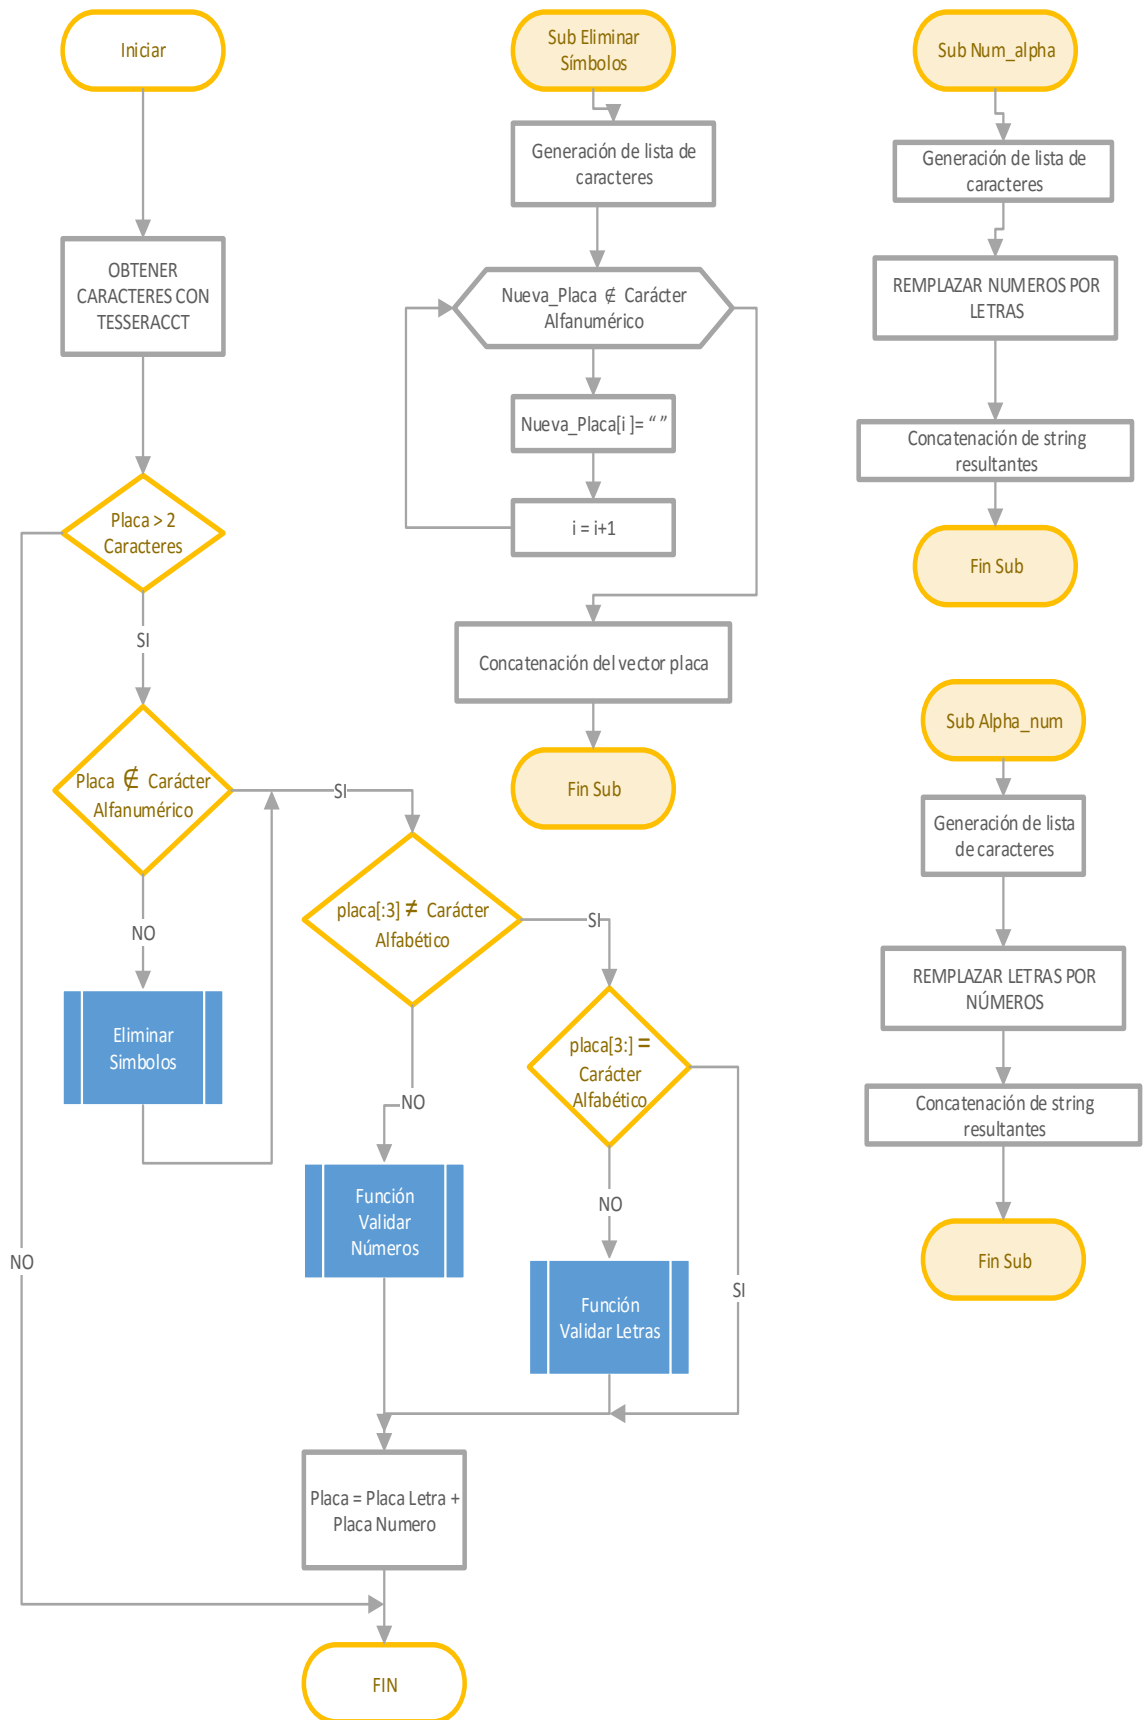 Iniciar
OBTENER
CARACTERES CON
TESSERACCT
Placa > 2
Caracteres
SI
Placa ∉ Carácter
Alfanumérico
SI
NO
Eliminar
Simbolos
placa[:3] ≠ Carácter
Alfabético
SI
NO
Función
Validar
Números
placa[3:] =
Carácter
Alfabético
NO
SI
Función
Validar Letras
NO
Placa = Placa Letra +
Placa Numero
FIN
Sub Eliminar
Símbolos
Generación de lista de
caracteres
Nueva_Placa ∉ Carácter
Alfanumérico
Nueva_Placa[i ]= “ ”
i = i+1
Concatenación del vector placa
Fin Sub
Sub Num_alpha
Generación de lista de
caracteres
REMPLAZAR NUMEROS POR
LETRAS
Concatenación de string
resultantes
Fin Sub
Sub Alpha_num
Generación de lista
de caracteres
REMPLAZAR LETRAS POR
NÚMEROS
Concatenación de string
resultantes
Fin Sub